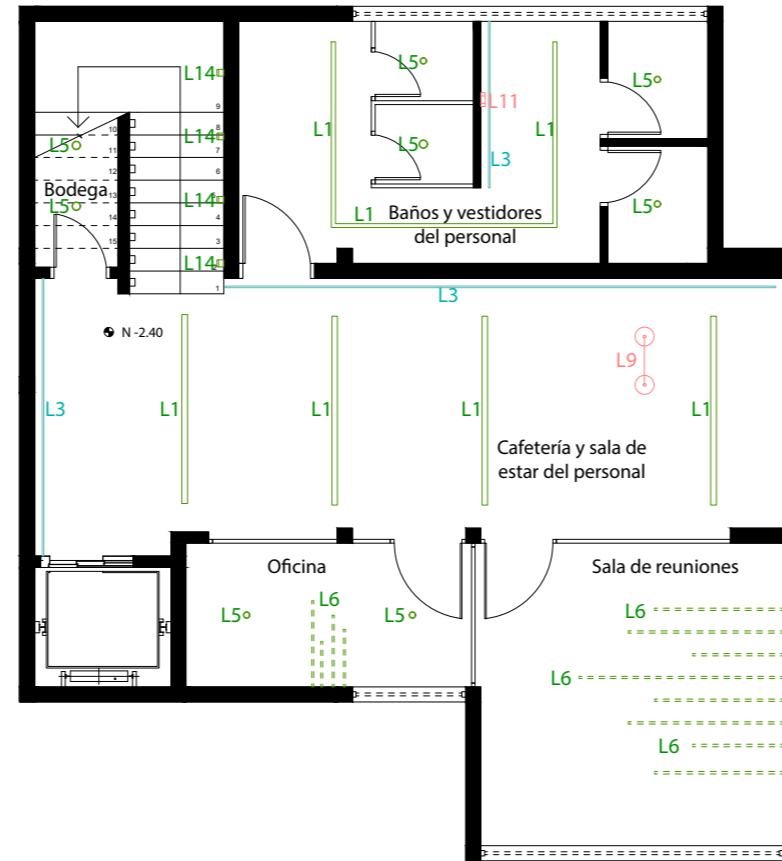 L14
L5
L5
L11
L5
9
10
8
L14
L1
L1
L5
L5
11
7
L3
12
6
Bodega
13
5
L14
L5
L5
14
4
L1
Baños y vestidores
del personal
15
3
L14
1
L3
N -2.40
L9
L3
L1
L1
L1
L1
Cafetería y sala de
estar del personal
Oficina
Sala de reuniones
L6
L6
L5
L5
L6
L6